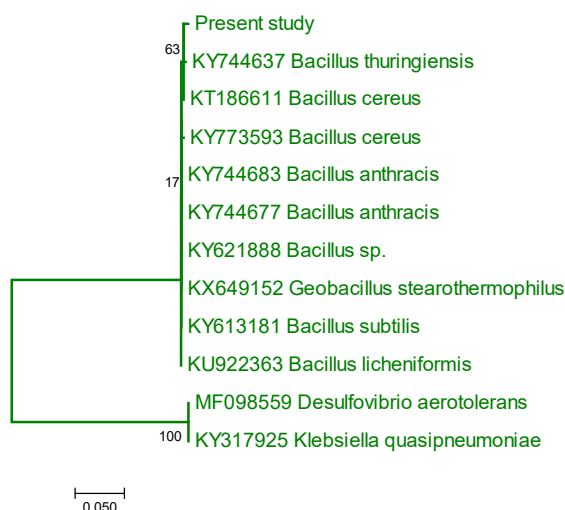 Present study
63
KY744637 Bacillus thuringiensis
KT186611 Bacillus cereus
KY773593 Bacillus cereus
KY744683 Bacillus anthracis
17
KY744677 Bacillus anthracis
KY621888 Bacillus sp.
KX649152 Geobacillus stearothermophilus
KY613181 Bacillus subtilis
KU922363 Bacillus licheniformis
MF098559 Desulfovibrio aerotolerans
100
KY317925 Klebsiella quasipneumoniae
0.050